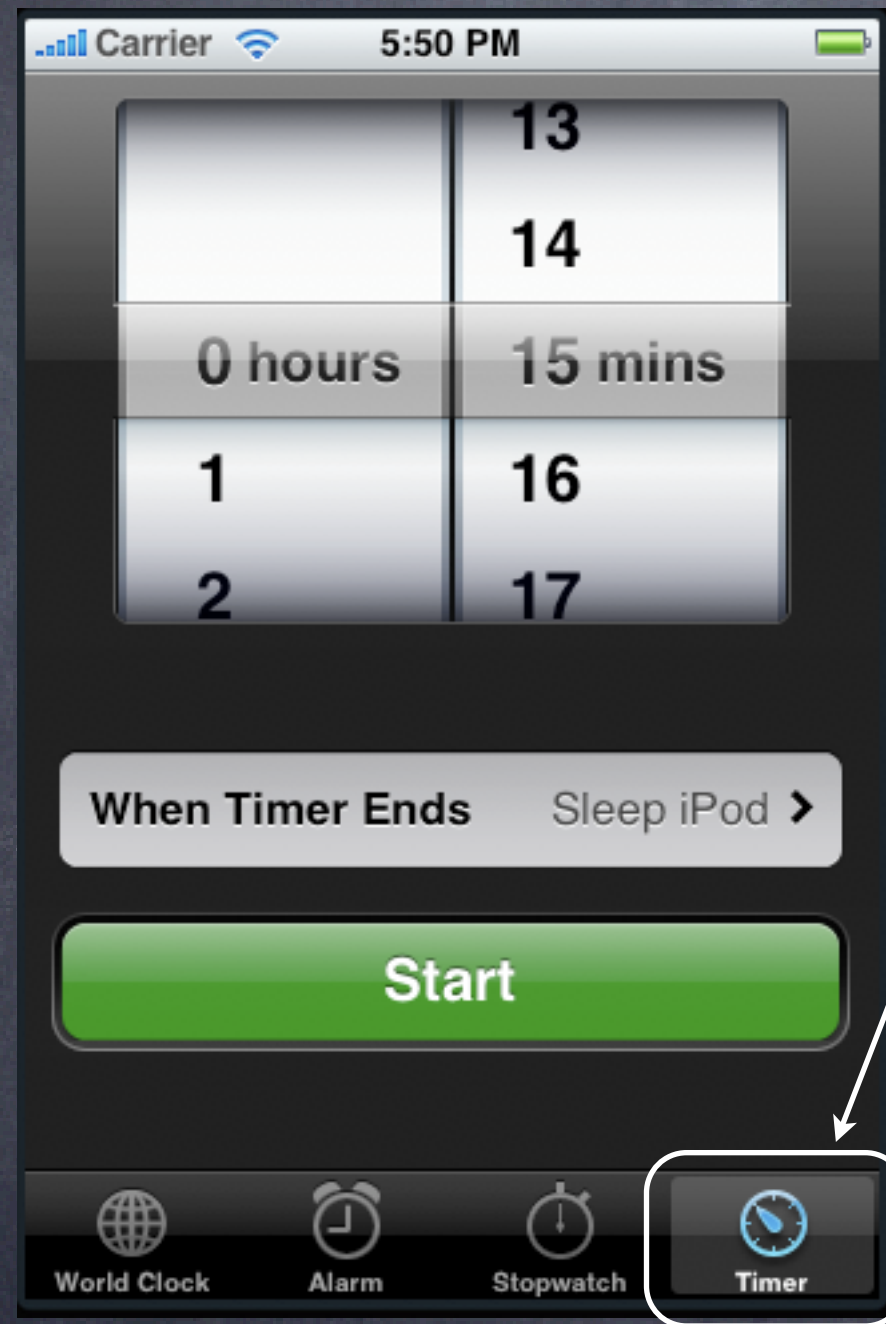 Carrier 5:50 PM
13
14
0 hours 15 mins
1 16
2 17
When Timer Ends Sleep iPod
Start
World Clock Alarm Stopwatch Timer